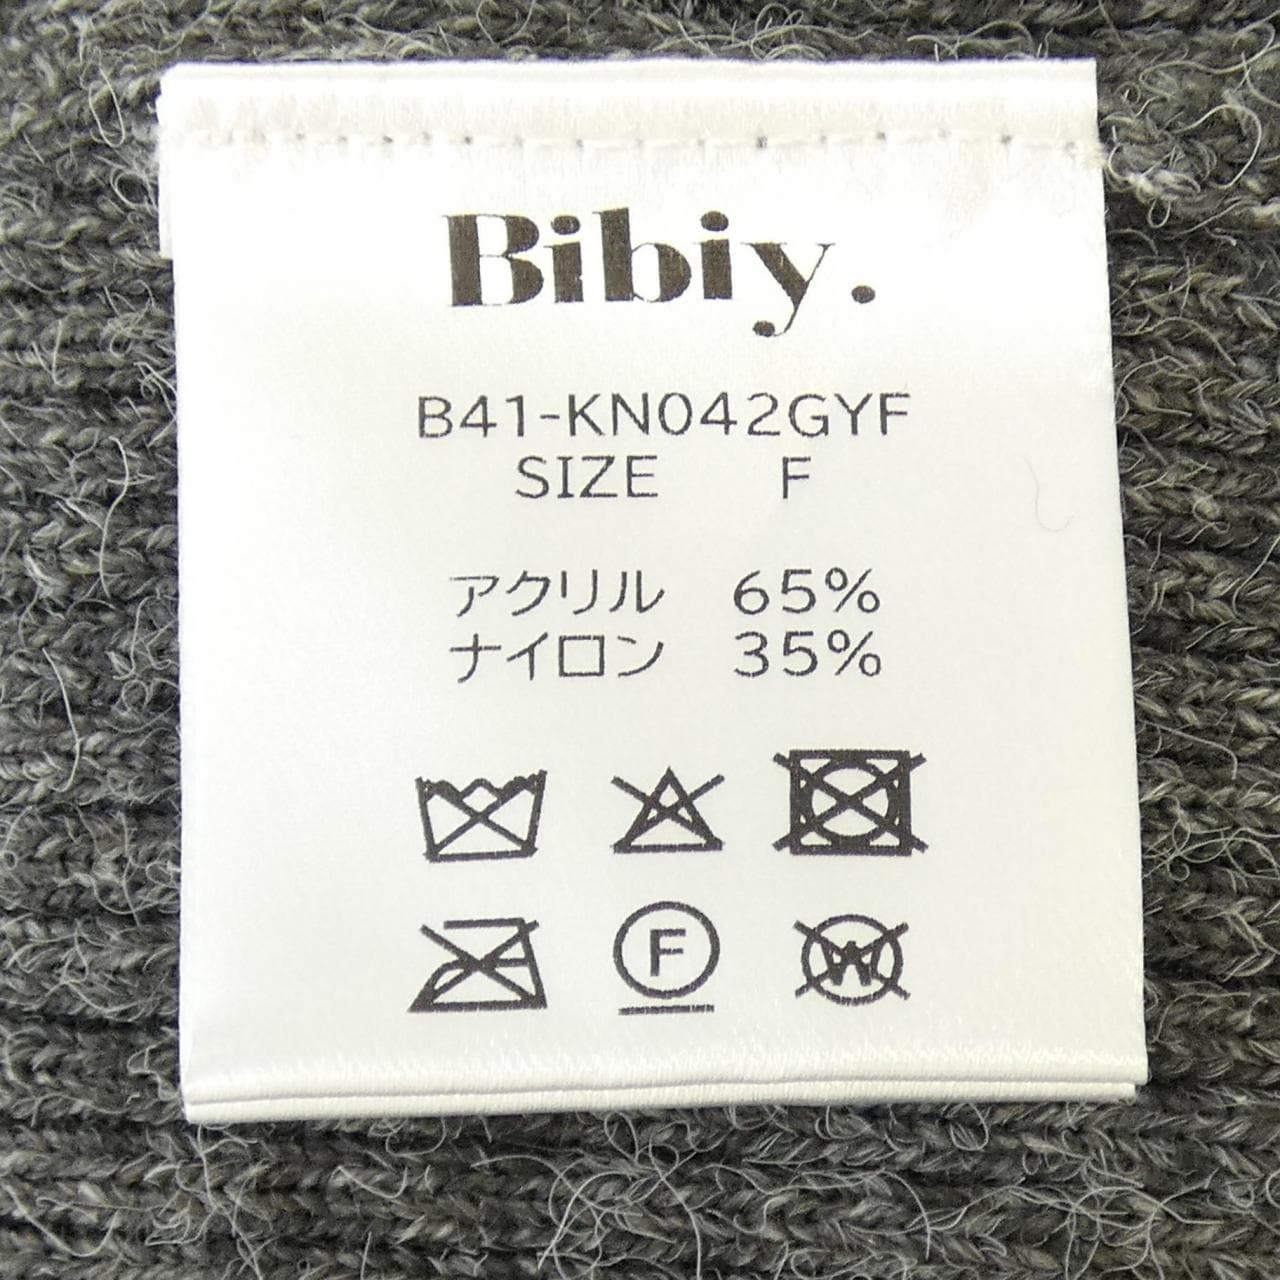 Bibiy.
B41-KN042GYF
SIZE F
アクリル 65%
ナイロン 35%
F
W